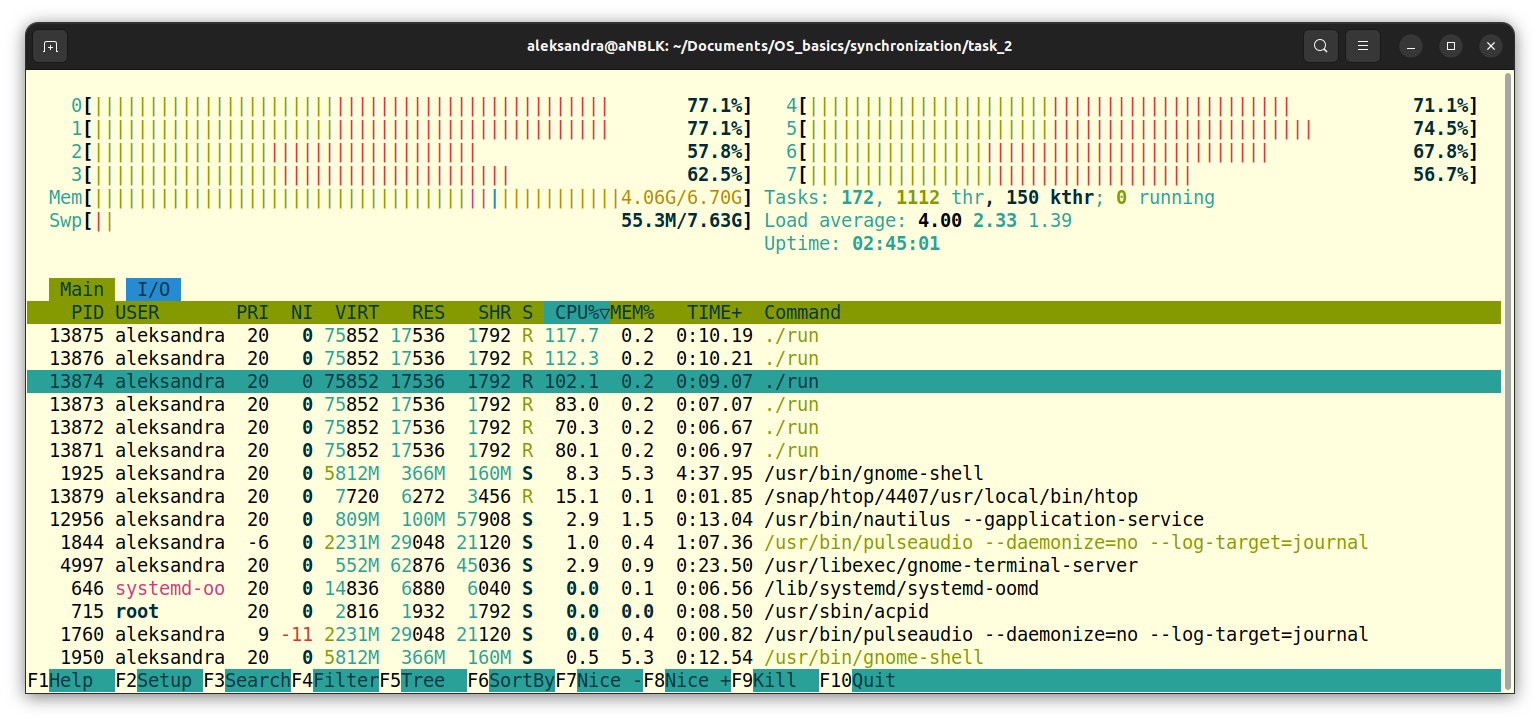 aleksandra@aNBLK: ~/Documents/OS_basics/synchronization/task_2
0[||||||||||||||||||||||||||||||||||||||||||||||| 77.1%] 4[|||||||||||||||||||||||||||||||||||||||||||| 71.1%]
1[||||||||||||||||||||||||||||||||||||||||||||||| 77.1%] 5[|||||||||||||||||||||||||||||||||||||||||||||| 74.5%]
2[||||||||||||||||||||||||||||||||||| 57.8%] 6[|||||||||||||||||||||||||||||||||||||||||| 67.8%]
3[|||||||||||||||||||||||||||||||||||||| 62.5%] 7[||||||||||||||||||||||||||||||||||| 56.7%]
Mem[||||||||||||||||||||||||||||||||||||||||||||||||4.06G/6.70G] Tasks: 172, 1112 thr, 150 kthr; 0 running
Swp[|| 55.3M/7.63G] Load average: 4.00 2.33 1.39
Uptime: 02:45:01
Main I/O
PID USER PRI NI VIRT RES SHR S CPU%▽MEM% TIME+ Command
13875 aleksandra 20 0 75852 17536 1792 R 117.7 0.2 0:10.19 ./run
13876 aleksandra 20 0 75852 17536 1792 R 112.3 0.2 0:10.21 ./run
13874 aleksandra 20 0 75852 17536 1792 R 102.1 0.2 0:09.07 ./run
13873 aleksandra 20 0 75852 17536 1792 R 83.0 0.2 0:07.07 ./run
13872 aleksandra 20 0 75852 17536 1792 R 70.3 0.2 0:06.67 ./run
13871 aleksandra 20 0 75852 17536 1792 R 80.1 0.2 0:06.97 ./run
1925 aleksandra 20 0 5812M 366M 160M S 8.3 5.3 4:37.95 /usr/bin/gnome-shell
13879 aleksandra 20 0 7720 6272 3456 R 15.1 0.1 0:01.85 /snap/htop/4407/usr/local/bin/htop
12956 aleksandra 20 0 809M 100M 57908 S 2.9 1.5 0:13.04 /usr/bin/nautilus --gapplication-service
1844 aleksandra -6 0 2231M 29048 21120 S 1.0 0.4 1:07.36 /usr/bin/pulseaudio --daemonize=no --log-target=journal
4997 aleksandra 20 0 552M 62876 45036 S 2.9 0.9 0:23.50 /usr/libexec/gnome-terminal-server
646 systemd-oo 20 0 14836 6880 6040 S 0.0 0.1 0:06.56 /lib/systemd/systemd-oomd
715 root 20 0 2816 1932 1792 S 0.0 0.0 0:08.50 /usr/sbin/acpid
1760 aleksandra 9 -11 2231M 29048 21120 S 0.0 0.4 0:00.82 /usr/bin/pulseaudio --daemonize=no --log-target=journal
1950 aleksandra 20 0 5812M 366M 160M S 0.5 5.3 0:12.54 /usr/bin/gnome-shell
F1Help F2Setup F3SearchF4FilterF5Tree F6SortByF7Nice -F8Nice +F9Kill F10Quit